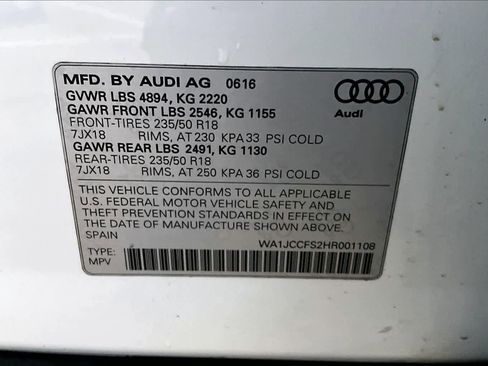 MFD. BY AUDI AG 0616
GVWR LBS 4894, KG 2220
GAWR FRONT LBS 2546, KG 1155
FRONT-TIRES 235/50 R18
7JX18 RIMS, AT 230 KPA 33 PSI COLD
GAWR REAR LBS 2491, KG 1130
REAR-TIRES 235/50 R18
7JX18 RIMS, AT 250 KPA 36 PSI COLD
Audi
THIS VEHICLE CONFORMS TO ALL APPLICABLE
U.S. FEDERAL MOTOR VEHICLE SAFETY AND
THEFT PREVENTION STANDARDS IN EFFECT ON
THE DATE OF MANUFACTURE SHOWN ABOVE.
SPAIN
WA1JCCFS2HR001108
TYPE:
MPV